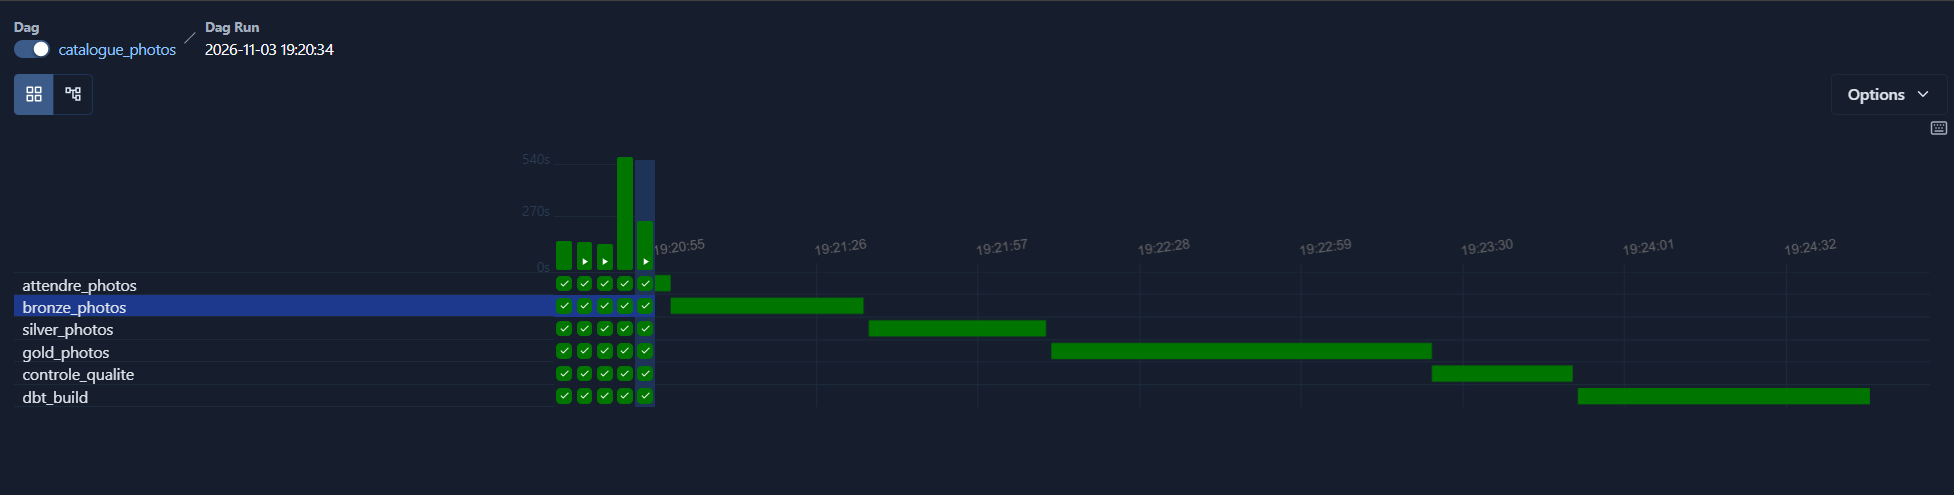 Dag
catalogue_photos
Dag Run
2026-11-03 19:20:34
Options
540s
270s
0s
19:20:55
19:21:26
19:21:57
19:22:28
19:22:59
19:23:30
19:24:01
19:24:32
attendre_photos
bronze_photos
silver_photos
gold_photos
controle_qualite
dbt_build